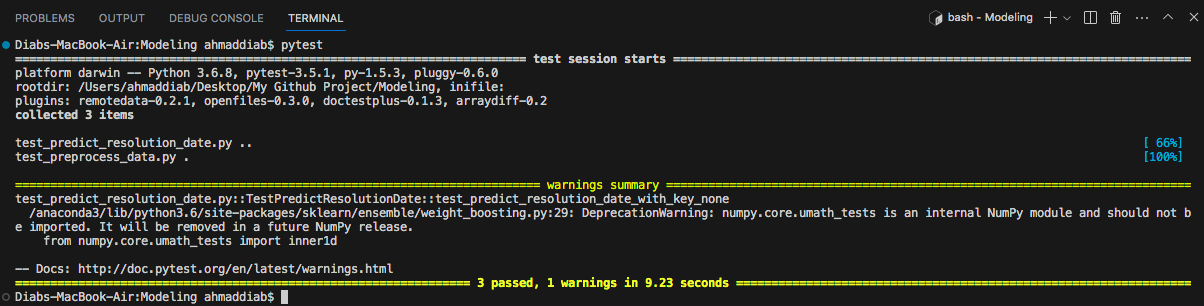 PROBLEMS OUTPUT DEBUG CONSOLE TERMINAL bash - Modeling
Diabs-MacBook-Air:Modeling ahmaddiab$ pytest
test session starts
platform darwin -- Python 3.6.8, pytest-3.5.1, py-1.5.3, pluggy-0.6.0
rootdir: /Users/ahmaddiab/Desktop/My Github Project/Modeling, inifile:
plugins: remotedata-0.2.1, openfiles-0.3.0, doctestplus-0.1.3, arraydiff-0.2
collected 3 items
test_predict_resolution_date.py .. [ 66%]
test_preprocess_data.py . [100%]
warnings summary
test_predict_resolution_date.py::TestPredictResolutionDate::test_predict_resolution_date_with_key_none
/anaconda3/lib/python3.6/site-packages/sklearn/ensemble/weight_boosting.py:29: DeprecationWarning: numpy.core.umath_tests is an internal NumPy module and should not b
e imported. It will be removed in a future NumPy release.
from numpy.core.umath_tests import inner1d
-- Docs: http://doc.pytest.org/en/latest/warnings.html
3 passed, 1 warnings in 9.23 seconds
Diabs-MacBook-Air:Modeling ahmaddiab$